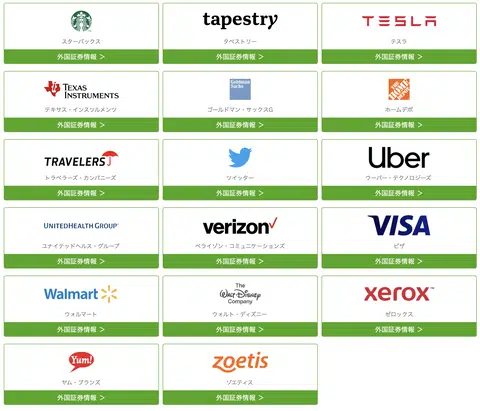 tapestry
TESLA
スターバックス
タペストリー
テスラ
外国証券情報 >
外国証券情報 >
外国証券情報 >
TEXAS INSTRUMENTS
Goldman Sachs
THE HOME DEPOT
テキサス・インスツルメンツ
ゴールドマン・サックスG
ホームデポ
外国証券情報 >
外国証券情報 >
外国証券情報 >
TRAVELERS
Uber
トラベラーズ・カンパニーズ
ツイッター
ウーバー・テクノロジーズ
外国証券情報 >
外国証券情報 >
外国証券情報 >
UNITEDHEALTH GROUP
verizon
VISA
ユナイテッドヘルス・グループ
ベライゾン・コミュニケーションズ
ビザ
外国証券情報 >
外国証券情報 >
外国証券情報 >
Walmart
The
WALT DISNEY
Company
xerox™
ウォルマート
ウォルト・ディズニー
ゼロックス
外国証券情報 >
外国証券情報 >
外国証券情報 >
Yum!
zoetis
ヤム・ブランズ
ゾエティス
外国証券情報 >
外国証券情報 >